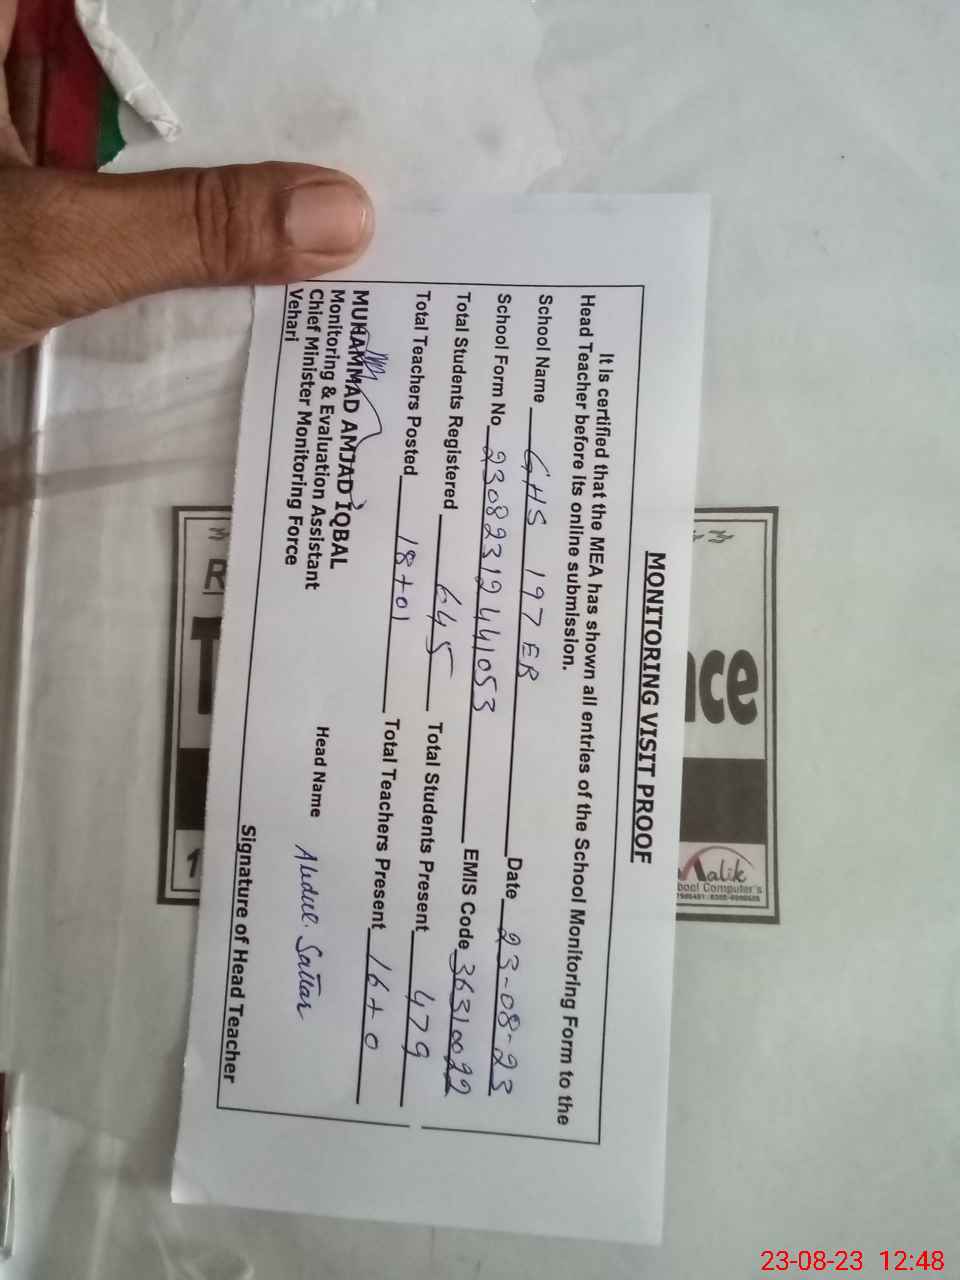 MONITORING VISIT PROOF
It is certified that the MEA has shown all entries of the School Monitoring Form to the
Head Teacher before its online submission.
School Name GHS 197 EB Date 23-08-23
School Form No 23082312441053 EMIS Code 36310022
Total Students Registered 645 Total Students Present 479
Total Teachers Posted 18+01 Total Teachers Present 16+0
MUHAMMAD AMJAD IQBAL
Monitoring & Evaluation Assistant
Chief Minister Monitoring Force
Vehari
Head Name Abdul Sattar
Signature of Head Teacher
nce
Malik
23-08-23 12:48